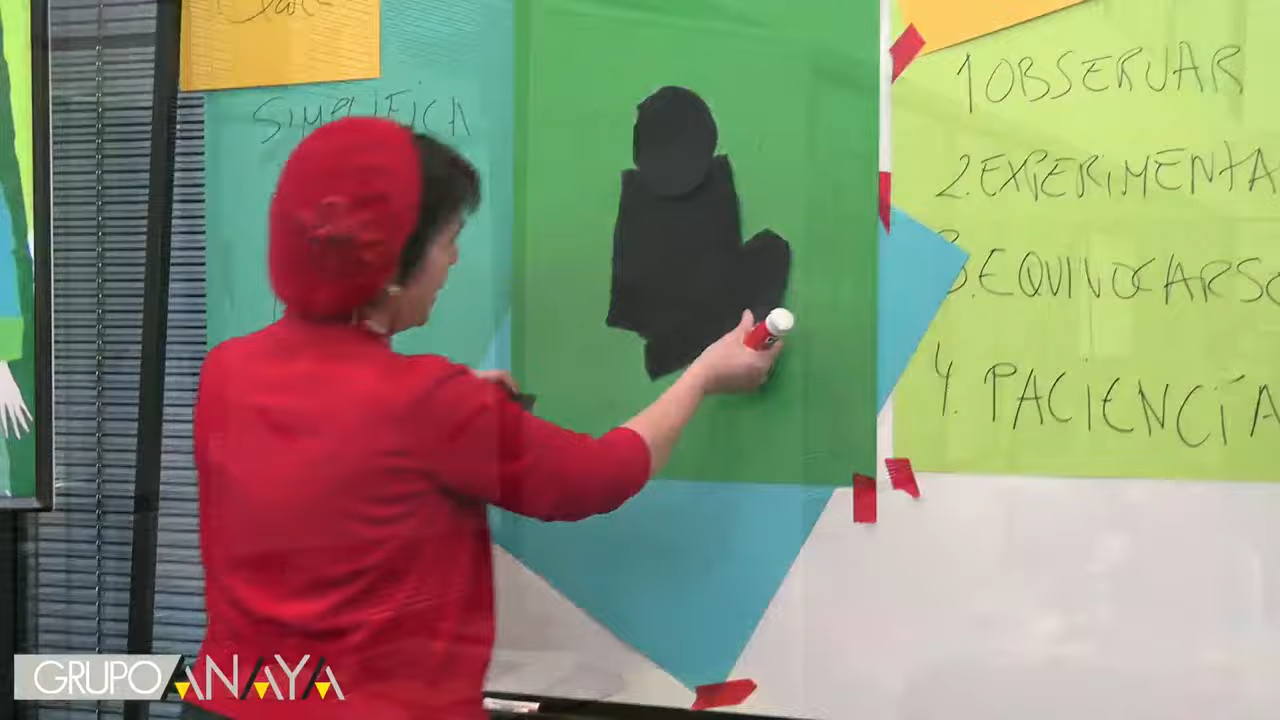 SIMPLIFICA
1 OBSERVAR
2. EXPERIMENTA
3. EQUIVOCARSE
4. PACIENCIA
GRUPO ANAYA